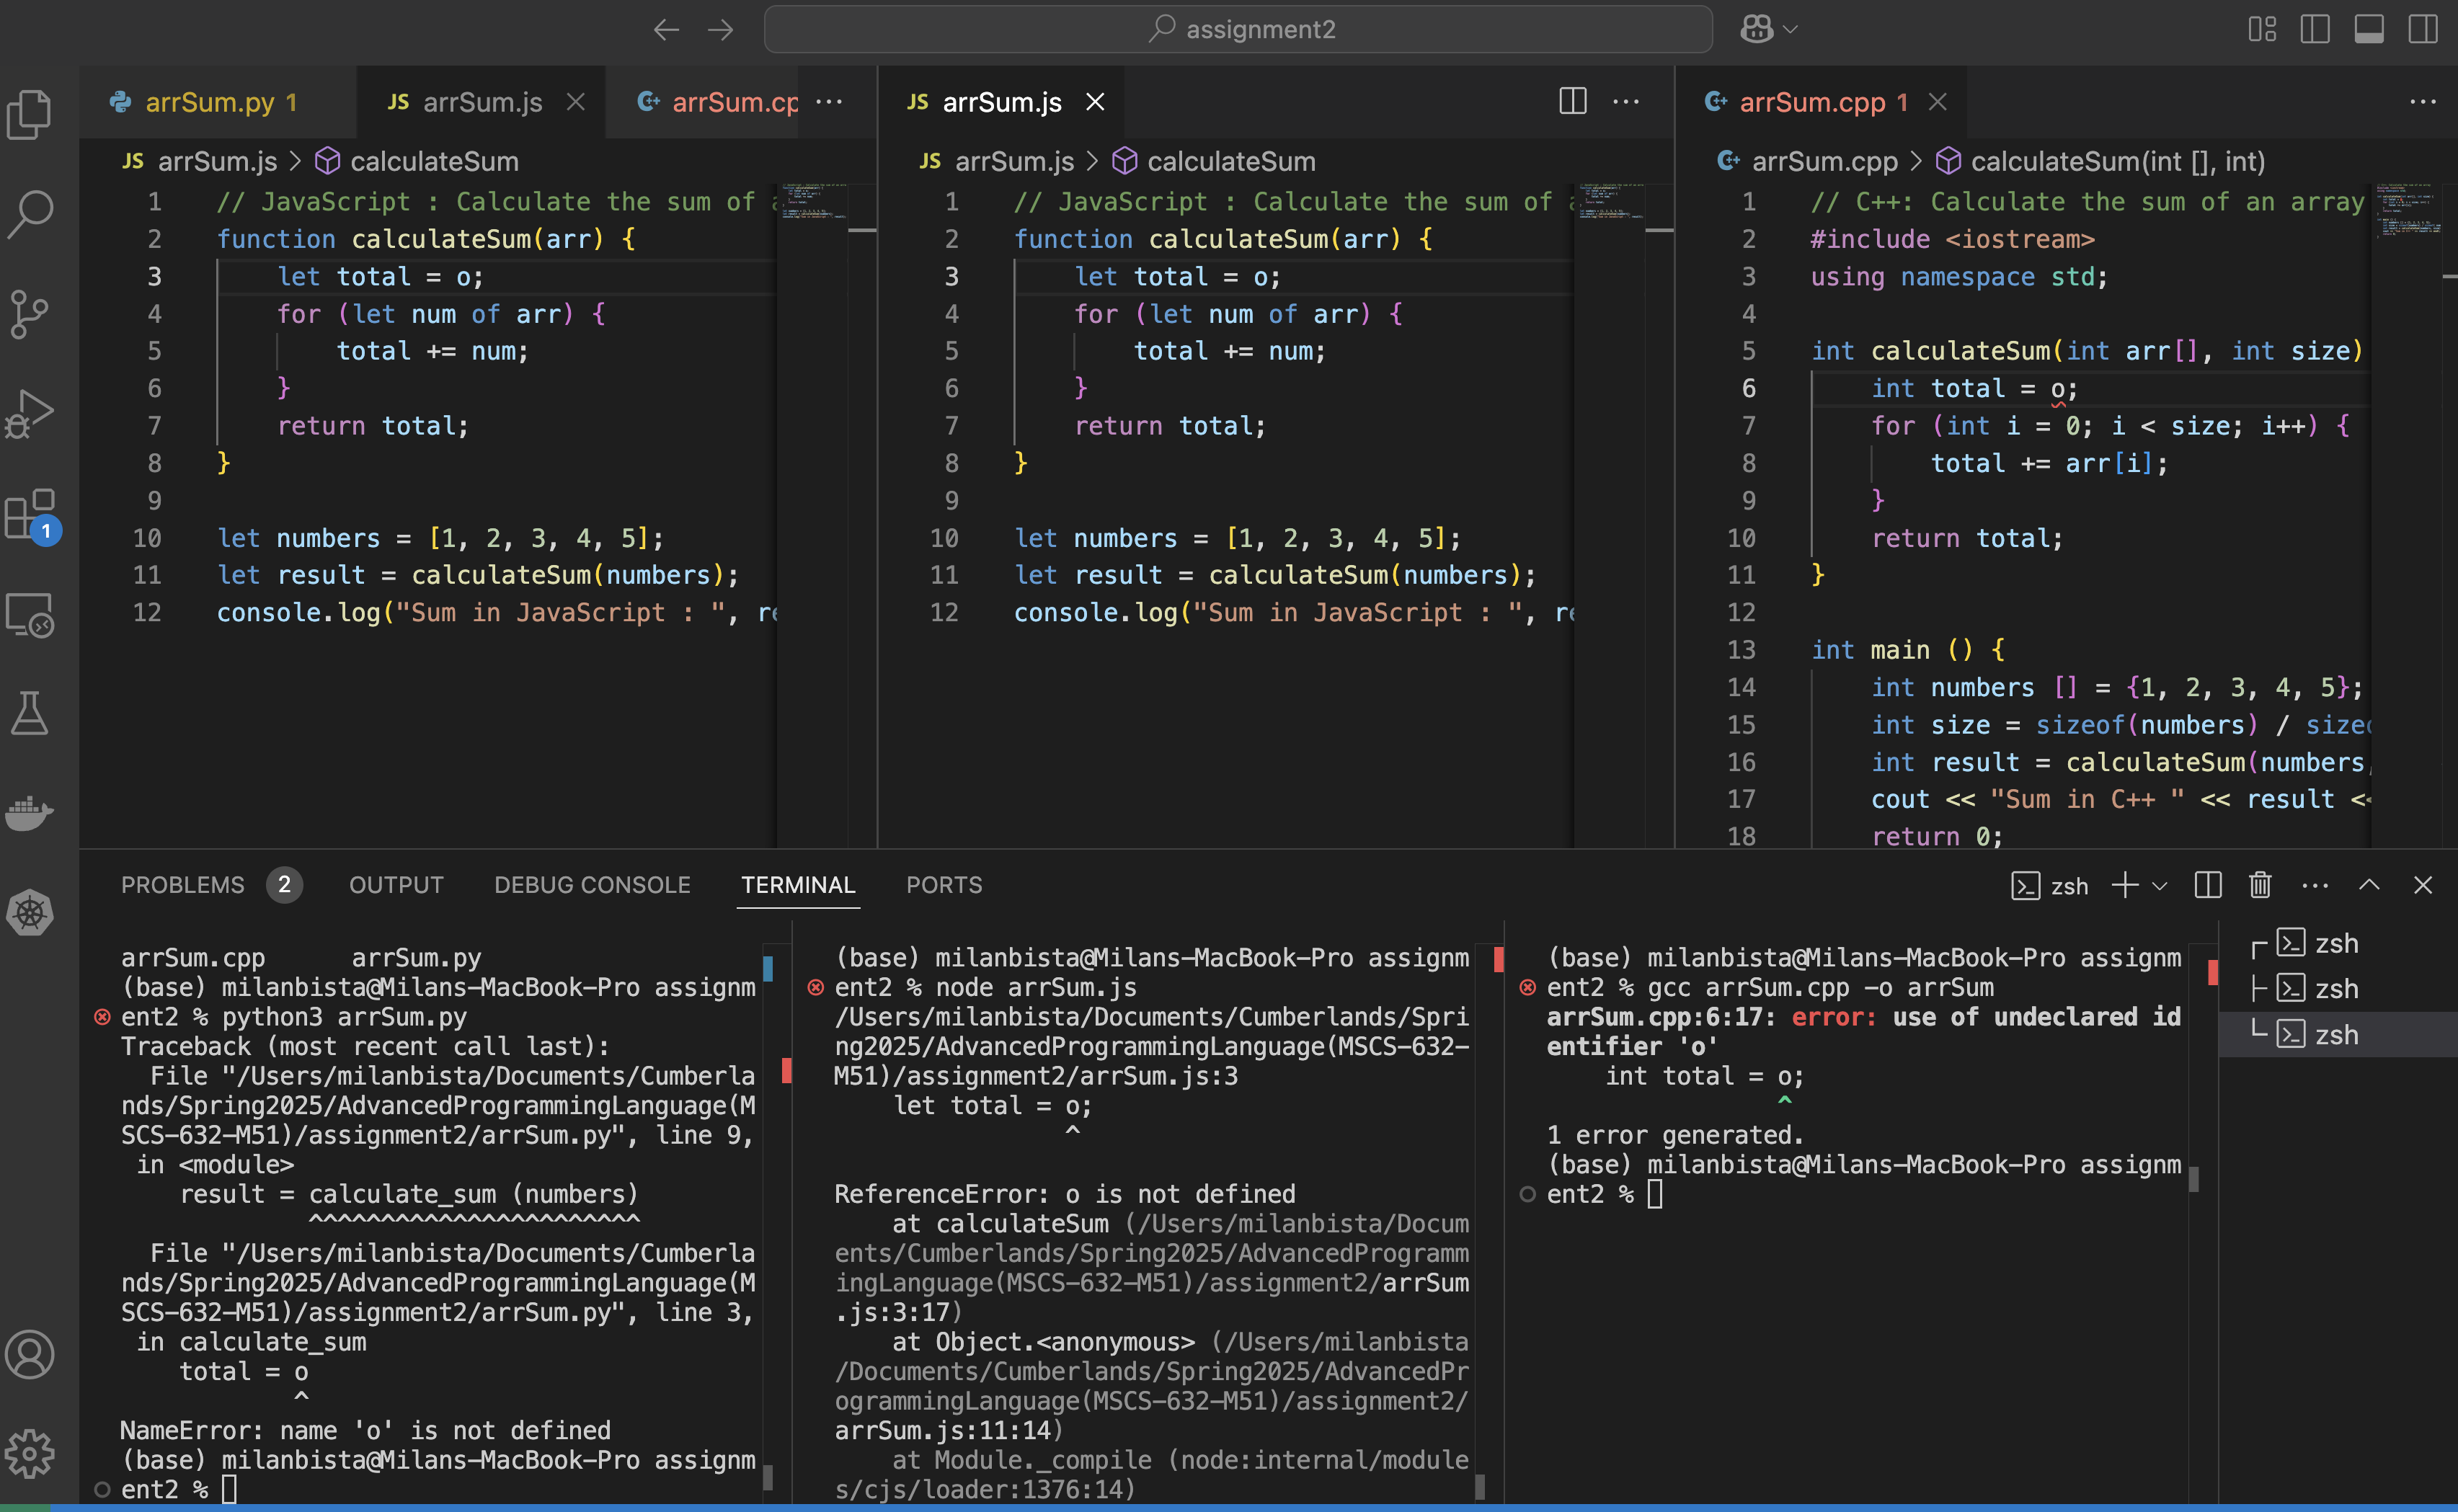 assignment2
arrSum.py 1
JS arrSum.js
arrSum.cp
JS arrSum.js > calculateSum
1 // JavaScript : Calculate the sum of
2 function calculateSum(arr) {
3 let total = o;
4 for (let num of arr) {
5 total += num;
6 }
7 return total;
8 }
9
10 let numbers = [1, 2, 3, 4, 5];
11 let result = calculateSum(numbers);
12 console.log("Sum in JavaScript : ", re
JS arrSum.js
JS arrSum.js > calculateSum
1 // JavaScript : Calculate the sum of
2 function calculateSum(arr) {
3 let total = o;
4 for (let num of arr) {
5 total += num;
6 }
7 return total;
8 }
9
10 let numbers = [1, 2, 3, 4, 5];
11 let result = calculateSum(numbers);
12 console.log("Sum in JavaScript : ", re
arrSum.cpp 1
arrSum.cpp > calculateSum(int [], int)
1 // C++: Calculate the sum of an array
2 #include <iostream>
3 using namespace std;
4
5 int calculateSum(int arr[], int size)
6 int total = o;
7 for (int i = 0; i < size; i++) {
8 total += arr[i];
9 }
10 return total;
11 }
12
13 int main () {
14 int numbers [] = {1, 2, 3, 4, 5};
15 int size = sizeof(numbers) / sizeo
16 int result = calculateSum(numbers,
17 cout << "Sum in C++ " << result <<
18 return 0;
1
PROBLEMS 2 OUTPUT DEBUG CONSOLE TERMINAL PORTS
zsh
arrSum.cpp arrSum.py
(base) milanbista@Milans-MacBook-Pro assignm
ent2 % python3 arrSum.py
Traceback (most recent call last):
File "/Users/milanbista/Documents/Cumberla
nds/Spring2025/AdvancedProgrammingLanguage(M
SCS-632-M51)/assignment2/arrSum.py", line 9,
in <module>
result = calculate_sum (numbers)
^^^^^^^^^^^^^^^^^^^^^^^
File "/Users/milanbista/Documents/Cumberla
nds/Spring2025/AdvancedProgrammingLanguage(M
SCS-632-M51)/assignment2/arrSum.py", line 3,
in calculate_sum
total = o
^
NameError: name 'o' is not defined
(base) milanbista@Milans-MacBook-Pro assignm
ent2 %
(base) milanbista@Milans-MacBook-Pro assignm
ent2 % node arrSum.js
/Users/milanbista/Documents/Cumberlands/Spri
ng2025/AdvancedProgrammingLanguage(MSCS-632-
M51)/assignment2/arrSum.js:3
let total = o;
^
ReferenceError: o is not defined
at calculateSum (/Users/milanbista/Docum
ents/Cumberlands/Spring2025/AdvancedProgramm
ingLanguage(MSCS-632-M51)/assignment2/arrSum
.js:3:17)
at Object.<anonymous> (/Users/milanbista
/Documents/Cumberlands/Spring2025/AdvancedPr
ogrammingLanguage(MSCS-632-M51)/assignment2/
arrSum.js:11:14)
at Module._compile (node:internal/module
s/cjs/loader:1376:14)
(base) milanbista@Milans-MacBook-Pro assignm
ent2 % gcc arrSum.cpp -o arrSum
arrSum.cpp:6:17: error: use of undeclared id
entifier 'o'
int total = o;
^
1 error generated.
(base) milanbista@Milans-MacBook-Pro assignm
ent2 %
zsh
zsh
zsh